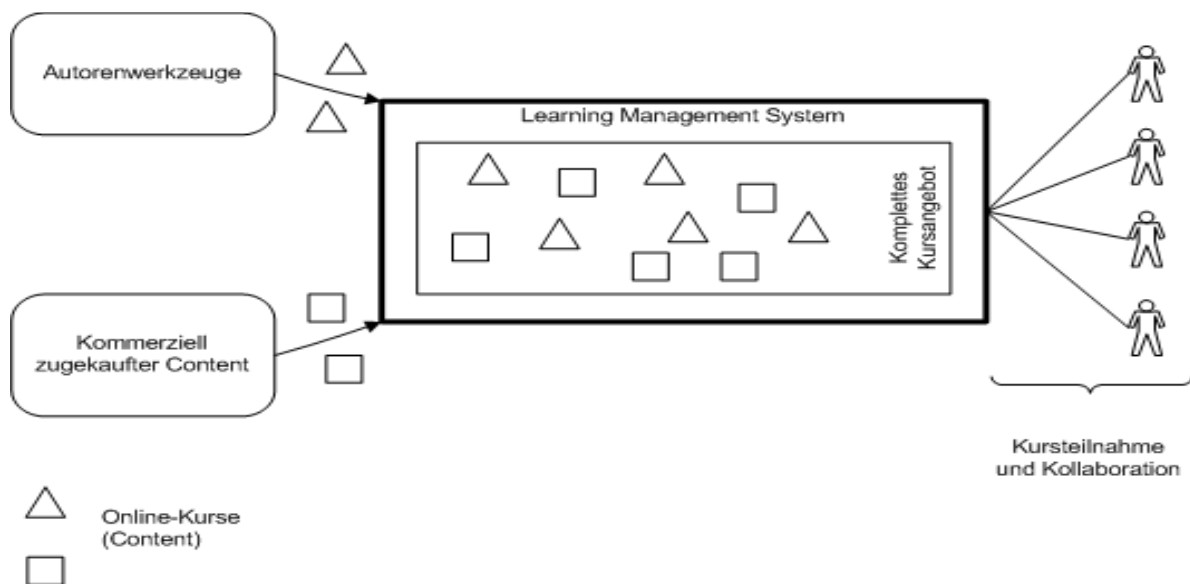 Autorenwerkzeuge
Learning Management System
Komplettes
Kursangebot
Kommerziell
zugekaufter Content
Kursteilnahme
und Kollaboration
Online-Kurse
(Content)